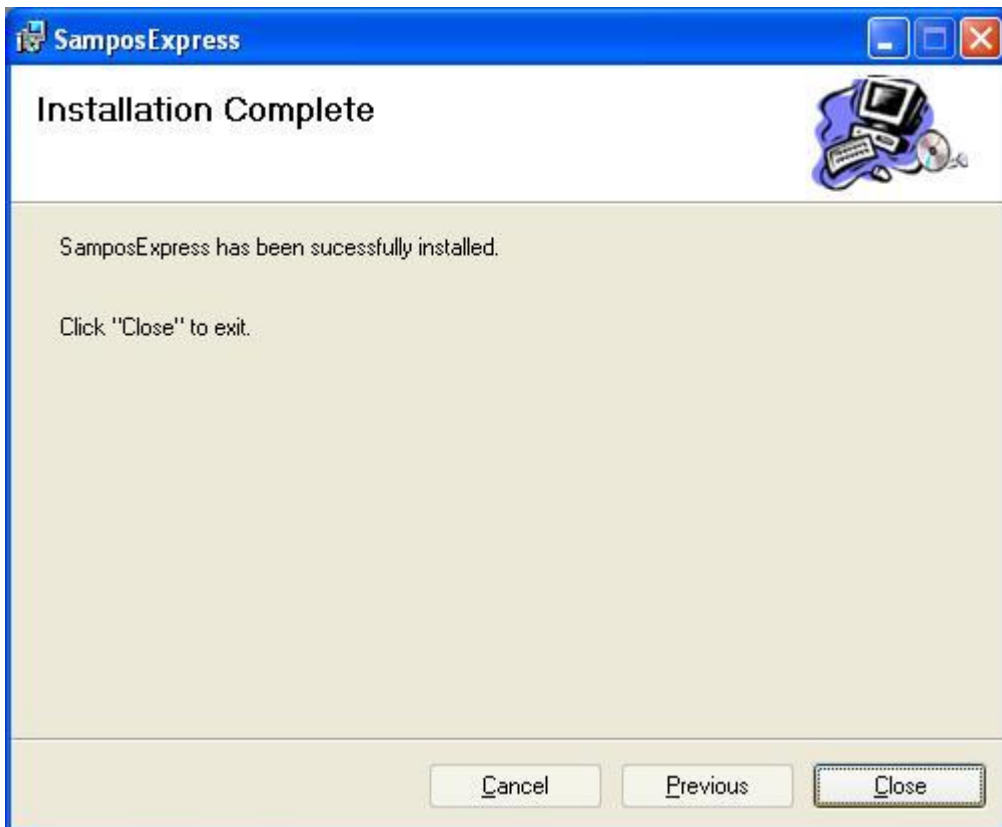 SamposExpress
Installation Complete
SamposExpress has been sucessfully installed.
Click "Close" to exit.
Cancel Previous Close